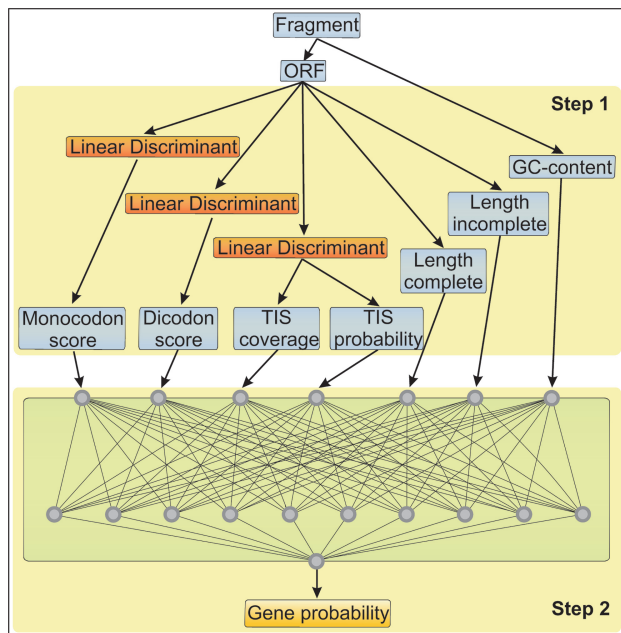 Fragment
ORF
Step 1
Linear Discriminant
GC-content
Linear Discriminant
Length
incomplete
Linear Discriminant
Length
complete
Monocodon
score
Dicodon
score
TIS
coverage
TIS
probability
Gene probability
Step 2